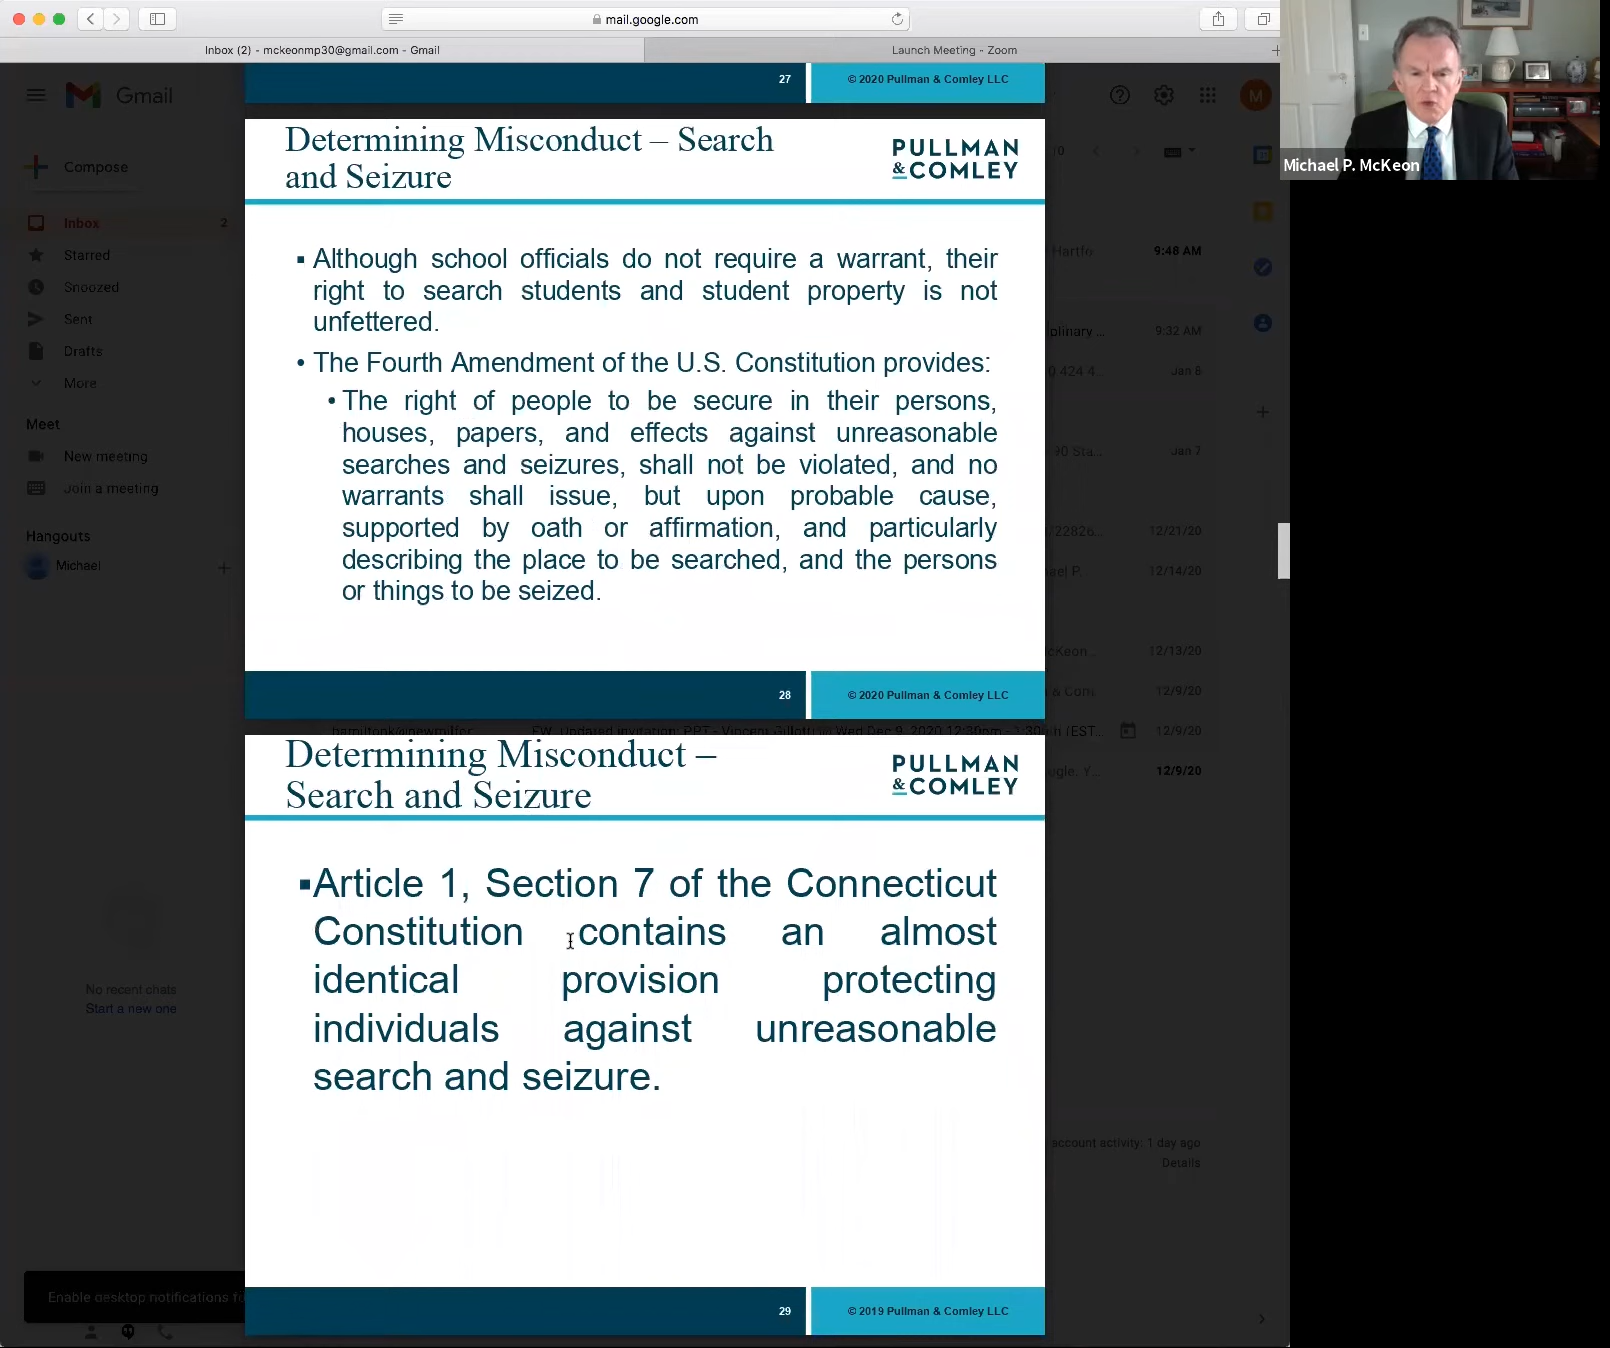 mail.google.com
Inbox (2) - mckeonmp30@gmail.com - Gmail
Launch Meeting - Zoom
Michael P. McKeon
Gmail
M
Compose
Inbox 2
Starred
Snoozed
Sent
Drafts
More
Meet
New meeting
Join a meeting
Hangouts
Michael
No recent chats
Start a new one
Enable desktop notifications
27
© 2020 Pullman & Comley LLC
Determining Misconduct – Search
and Seizure
PULLMAN
& COMLEY
▪ Although school officials do not require a warrant, their
right to search students and student property is not
unfettered.
• The Fourth Amendment of the U.S. Constitution provides:
• The right of people to be secure in their persons,
houses, papers, and effects against unreasonable
searches and seizures, shall not be violated, and no
warrants shall issue, but upon probable cause,
supported by oath or affirmation, and particularly
describing the place to be searched, and the persons
or things to be seized.
28
© 2020 Pullman & Comley LLC
Determining Misconduct –
Search and Seizure
PULLMAN
& COMLEY
▪Article 1, Section 7 of the Connecticut
Constitution contains an almost
identical provision protecting
individuals against unreasonable
search and seizure.
29
© 2019 Pullman & Comley LLC
9:48 AM
9:32 AM
Jan 8
Jan 7
12/21/20
12/14/20
12/13/20
12/9/20
12/9/20
12/9/20
account activity: 1 day ago
Details